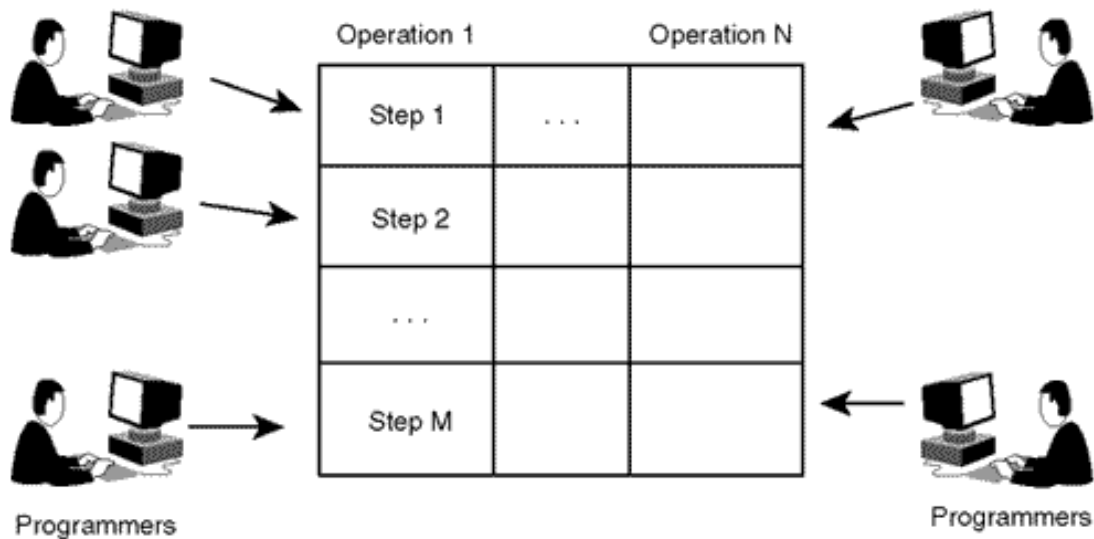 Operation 1
Operation N
Step 1
. . .
Step 2
. . .
Step M
Programmers
Programmers